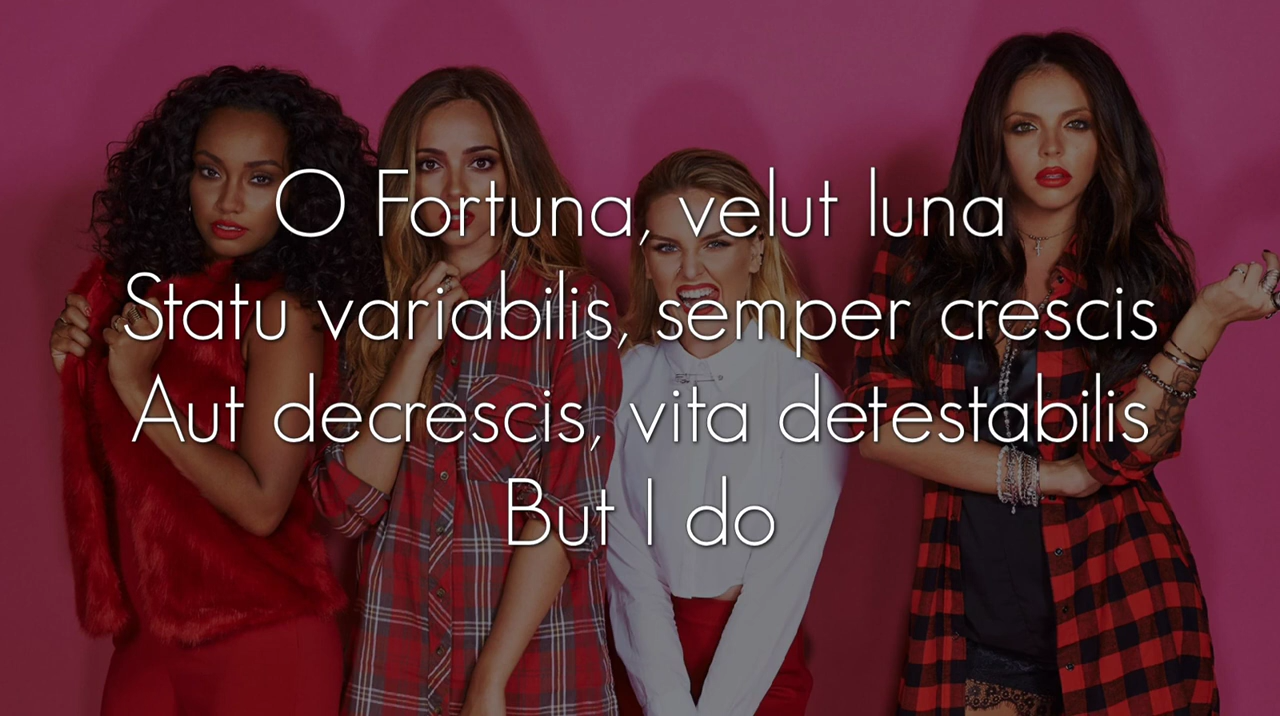 O Fortuna, velut luna
Statu variabilis, semper crescis
Aut decrescis, vita detestabilis
But I do